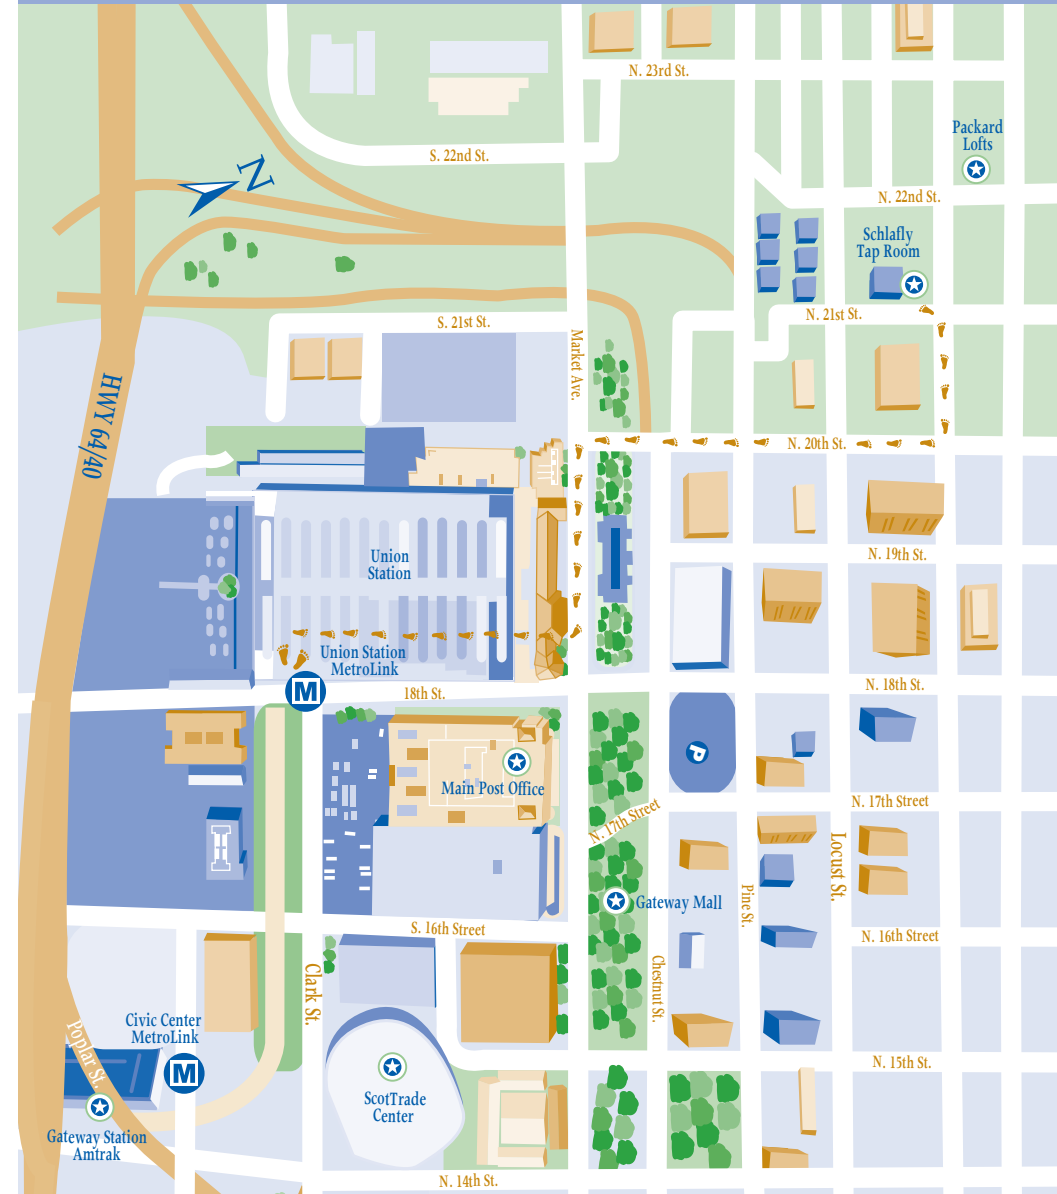 N. 23rd St.
Packard
Lofts
S. 22nd St.
N
N. 22nd St.
Schlafly
Tap Room
N. 21st St.
S. 21st St.
Market Ave.
HWY 64/40
N. 20th St.
N. 19th St.
Union
Station
Union Station
MetroLink
M
18th St.
N. 18th St.
P
Main Post Office
N. 17th Street
N. 17th Street
Locust St.
Pine St.
Gateway Mall
S. 16th Street
N. 16th Street
Chestnut St.
Clark St.
Civic Center
MetroLink
M
Poplar St.
N. 15th St.
ScotTrade
Center
Gateway Station
Amtrak
N. 14th St.